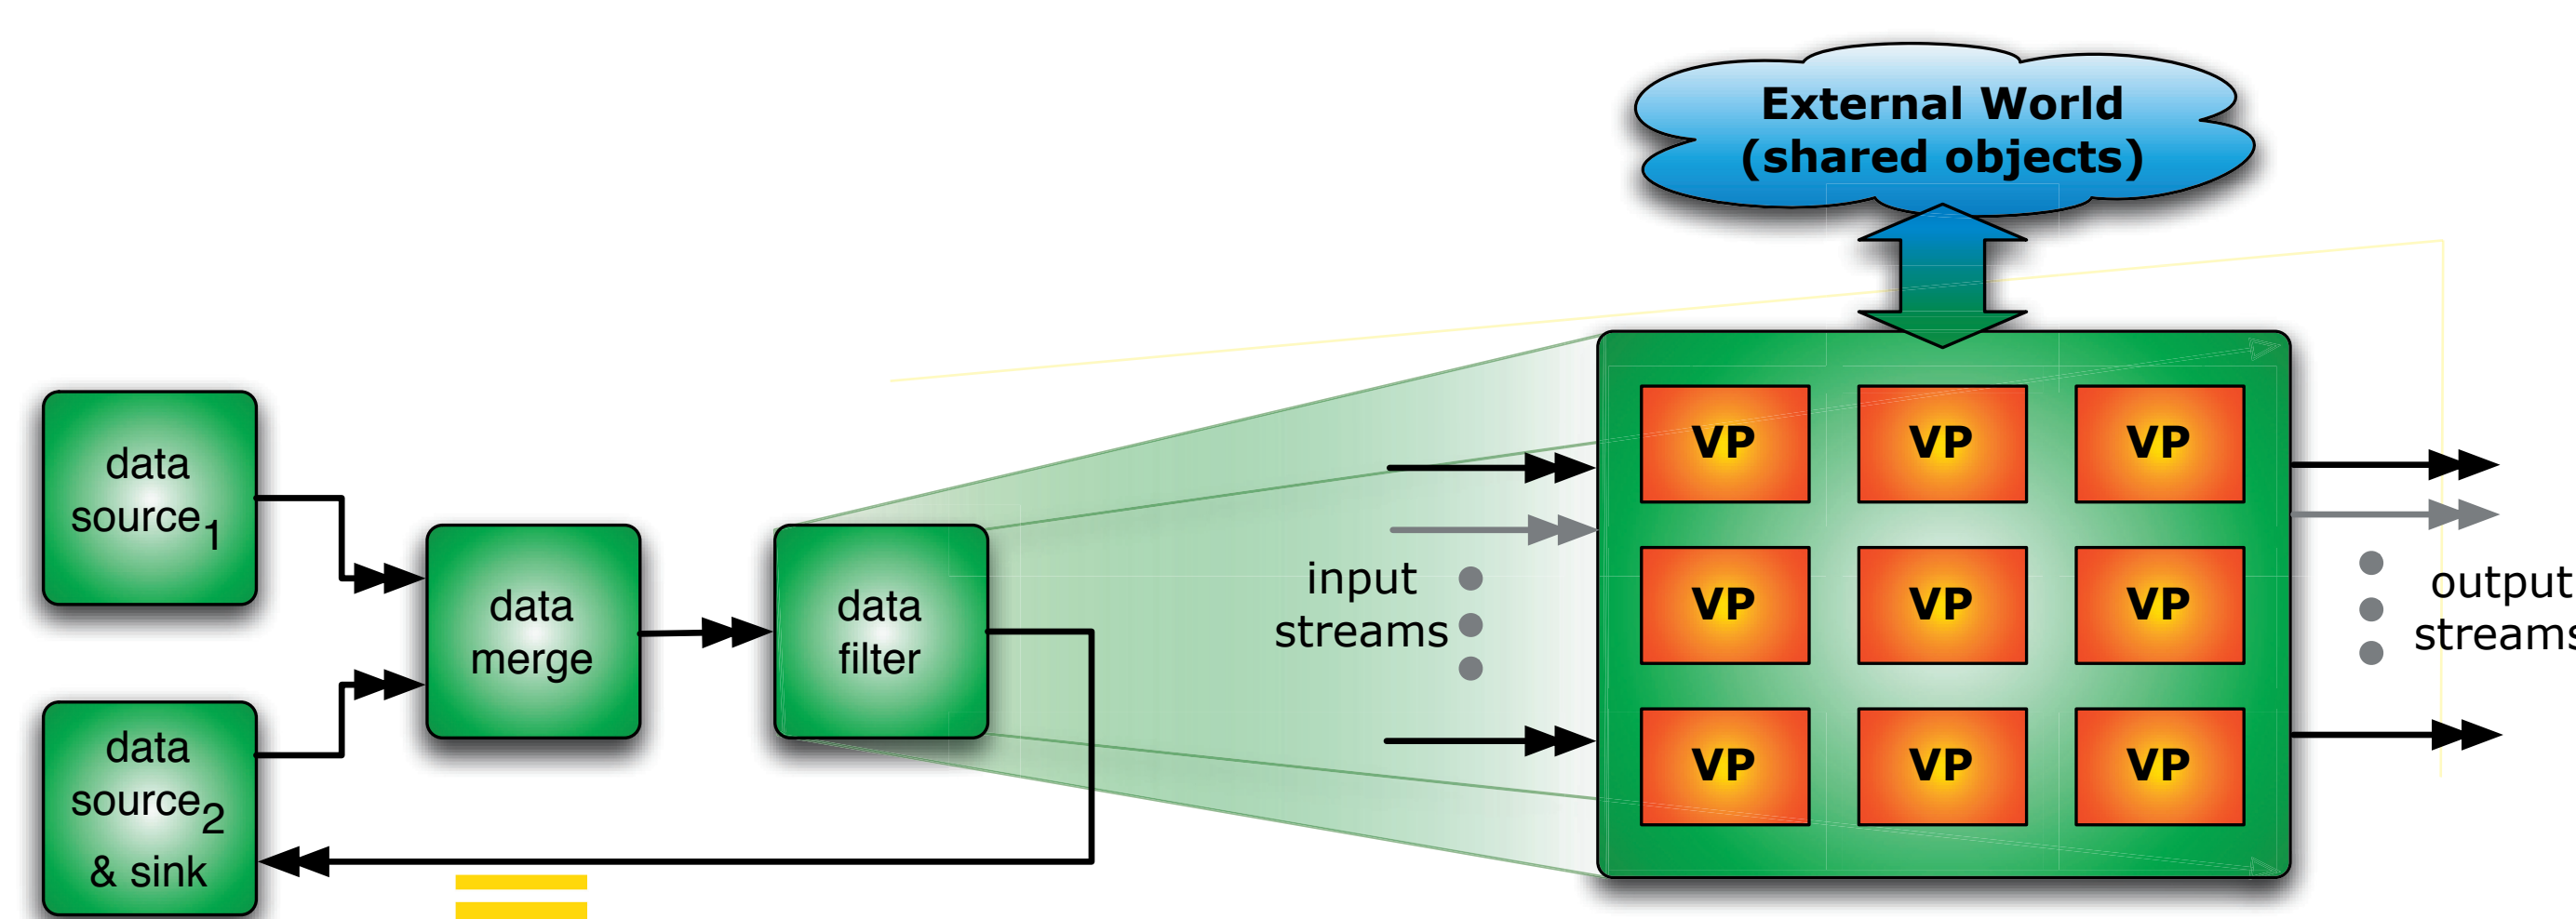 External World
(shared objects)
data
source1
data
source2
& sink
data
merge
data
filter
input
streams
VP VP VP
VP VP VP
VP VP VP
output
streams